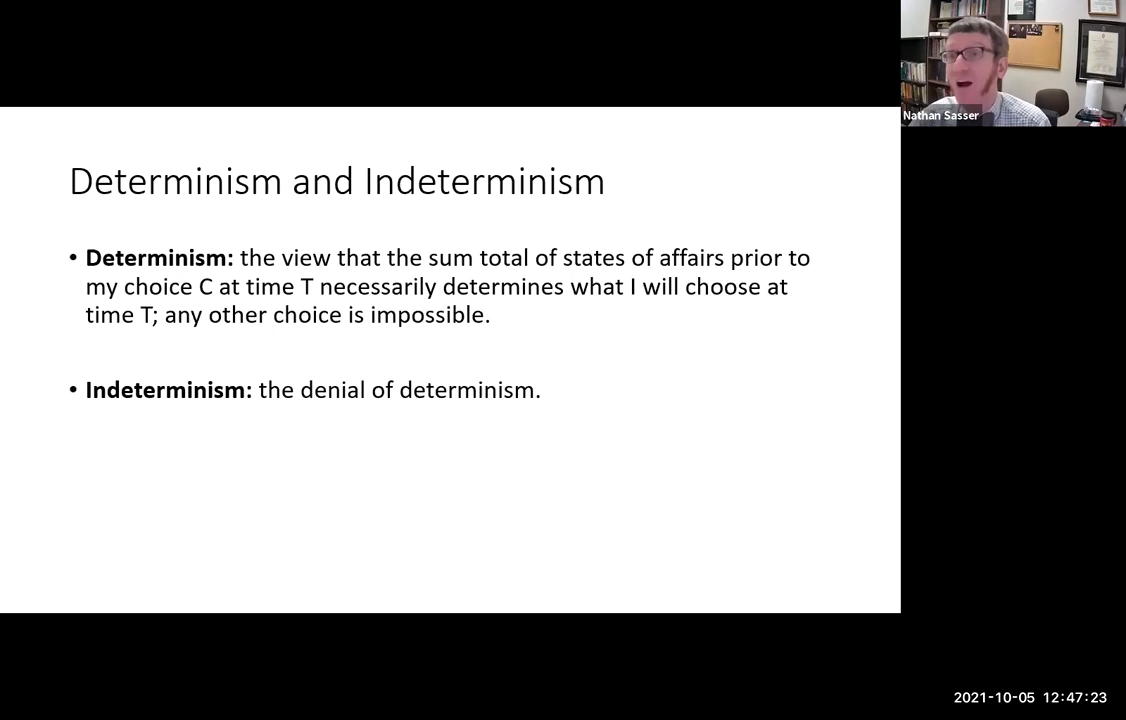 Nathan Sasser
Determinism and Indeterminism
• Determinism: the view that the sum total of states of affairs prior to
my choice C at time T necessarily determines what I will choose at
time T; any other choice is impossible.
• Indeterminism: the denial of determinism.
2021-10-05 12:47:23